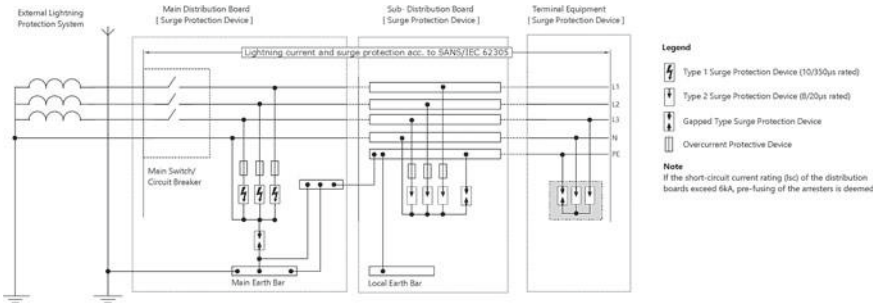 External Lightning
Protection System
Main Distribution Board
[ Surge Protection Device ]
Sub- Distribution Board
[ Surge Protection Device ]
Terminal Equipment
[ Surge Protection Device ]
Lightning current and surge protection acc. to SANS/IEC 62305
L1
L2
L3
N
PE
Main Switch/
Circuit Breaker
Main Earth Bar
Local Earth Bar
Legend
Type 1 Surge Protection Device (10/350µs rated)
Type 2 Surge Protection Device (8/20µs rated)
Gapped Type Surge Protection Device
Overcurrent Protective Device
Note
If the short-circuit current rating (Isc) of the distribution
boards exceed 6kA, pre-fusing of the arresters is deemed